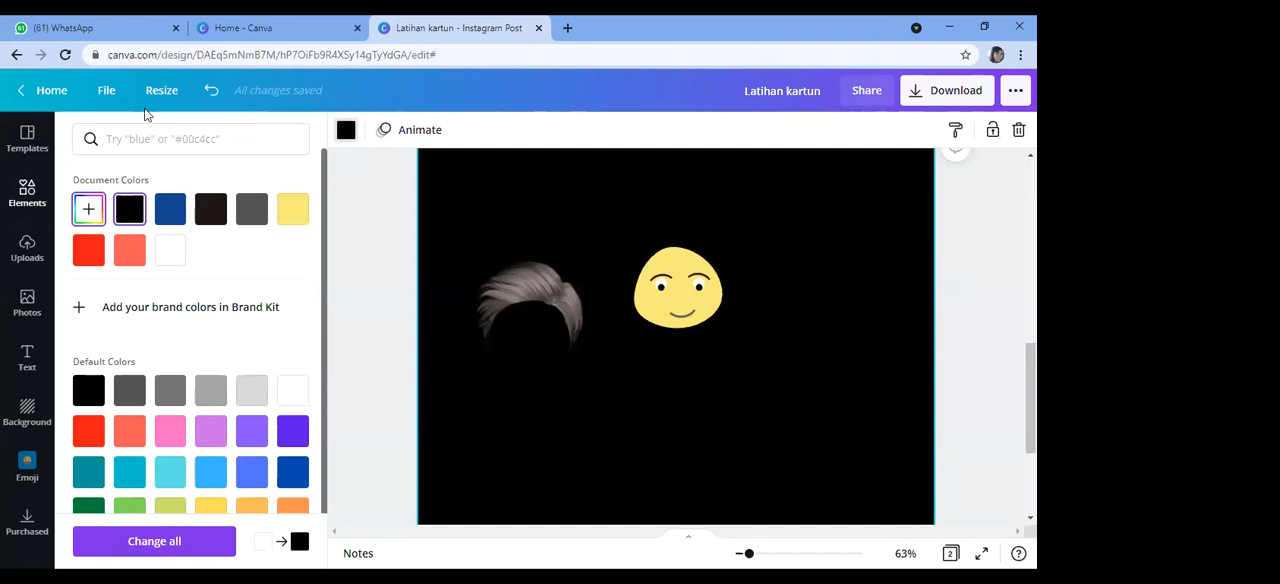 (61) WhatsApp
Home - Canva
Latihan kartun - Instagram Post
canva.com/design/DAEq5mNmB7M/hP7OiFb9R4XSy14gTyYdGA/edit#
Home File Resize All changes saved Latihan kartun Share Download
Try "blue" or "#00c4cc"
Animate
Templates
Elements
Uploads
Photos
Text
Background
Emoji
Purchased
Document Colors
Add your brand colors in Brand Kit
Default Colors
Change all
Notes
63%
2